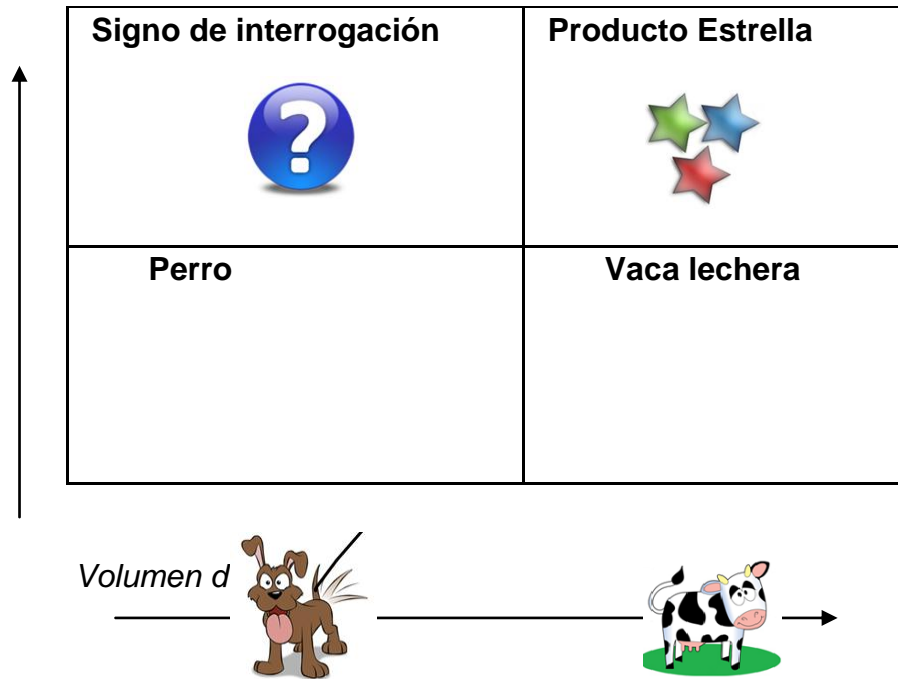 Signo de interrogación
Producto Estrella
?
Perro
Vaca lechera
Volumen d